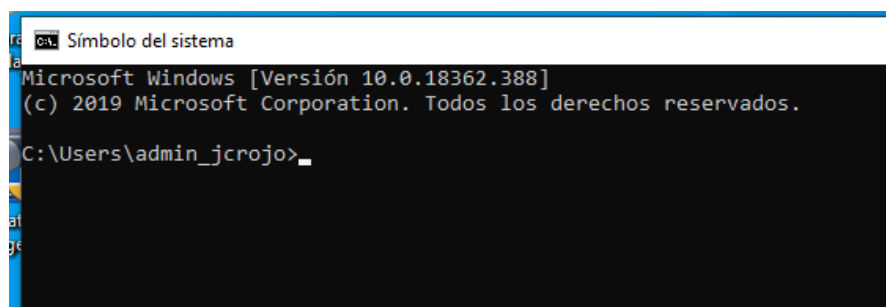 Símbolo del sistema
Microsoft Windows [Versión 10.0.18362.388]
(c) 2019 Microsoft Corporation. Todos los derechos reservados.
C:\Users\admin_jcrojo>